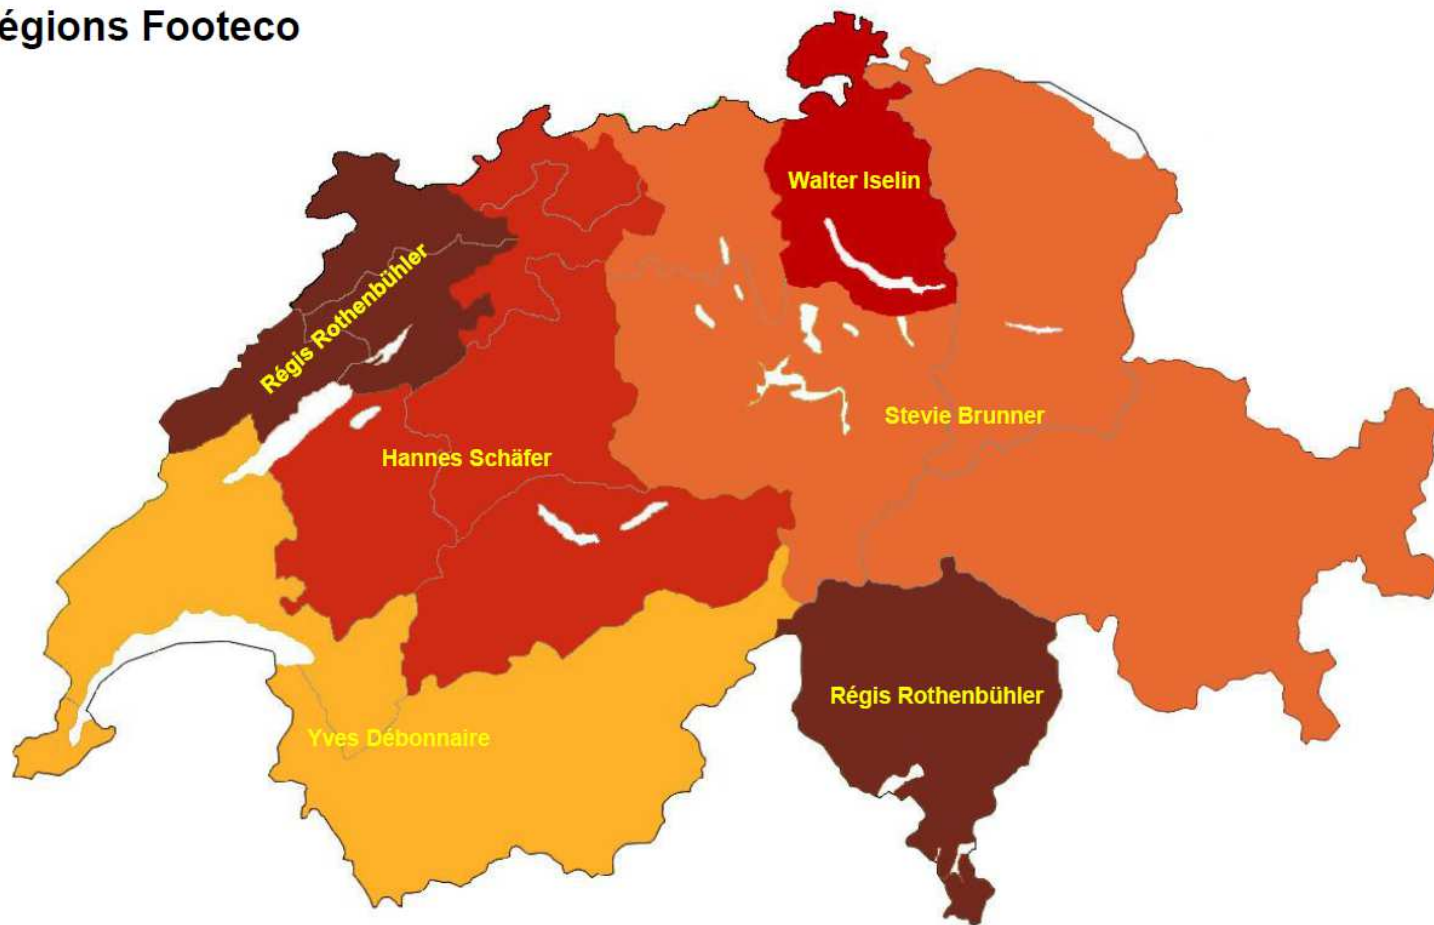 égions Footeco
Walter Iselin
Régis Rothenbühler
Stevie Brunner
Hannes Schäfer
Régis Rothenbühler
Yves Débonnaire